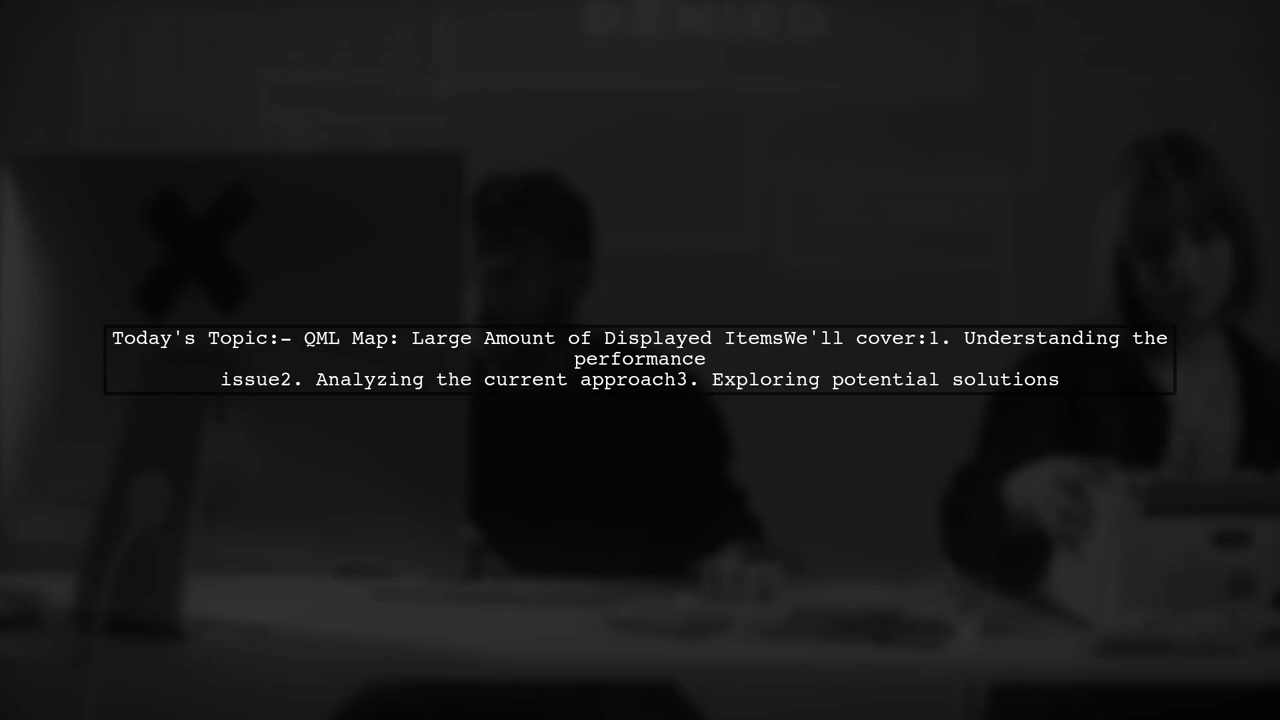 DENIED
Today's Topic:- QML Map: Large Amount of Displayed ItemsWe'll cover:1. Understanding the
performance
issue2. Analyzing the current approach3. Exploring potential solutions